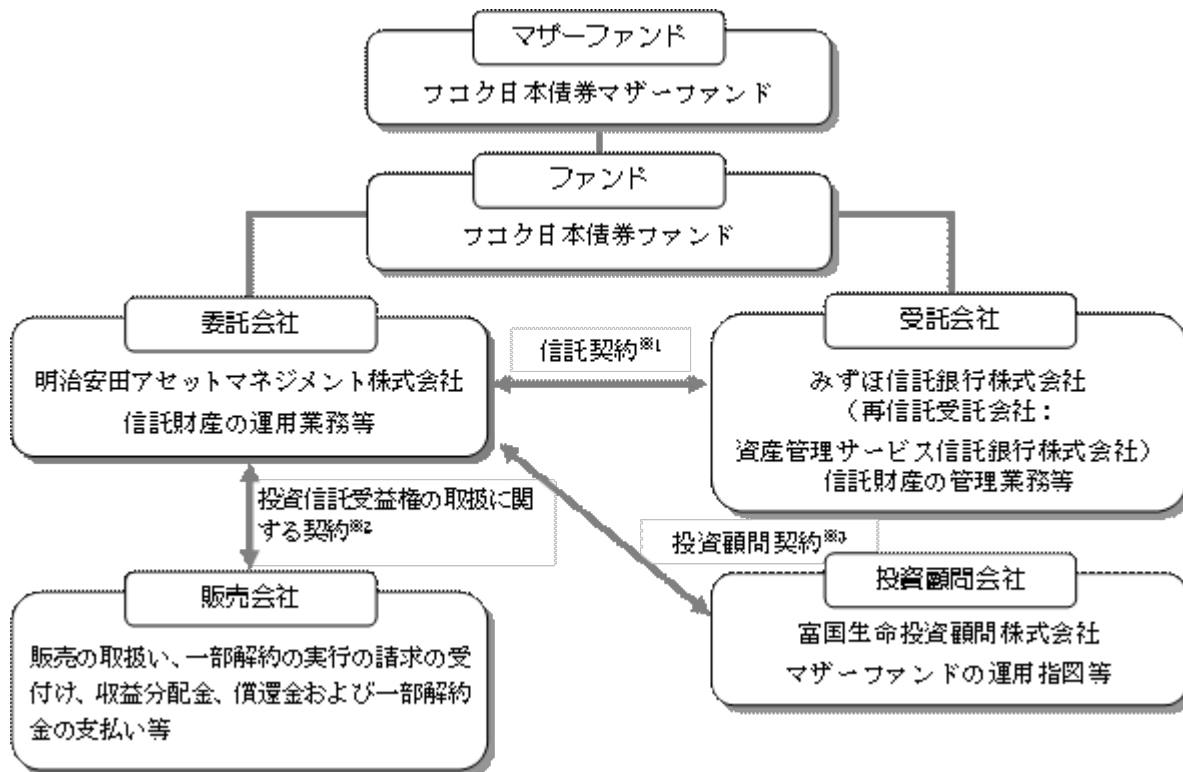 マザーファンド
フコク日本債券マザーファンド
ファンド
フコク日本債券ファンド
委託会社
明治安田アセットマネジメント株式会社
信託財産の運用業務等
信託契約※1
受託会社
みずほ信託銀行株式会社
（再信託受託会社：
資産管理サービス信託銀行株式会社）
信託財産の管理業務等
投資信託受益権の取扱に関
する契約※2
投資顧問契約※3
販売会社
販売の取扱い、一部解約の実行の請求の受
付け、収益分配金、償還金および一部解約
金の支払い等
投資顧問会社
富国生命投資顧問株式会社
マザーファンドの運用指図等